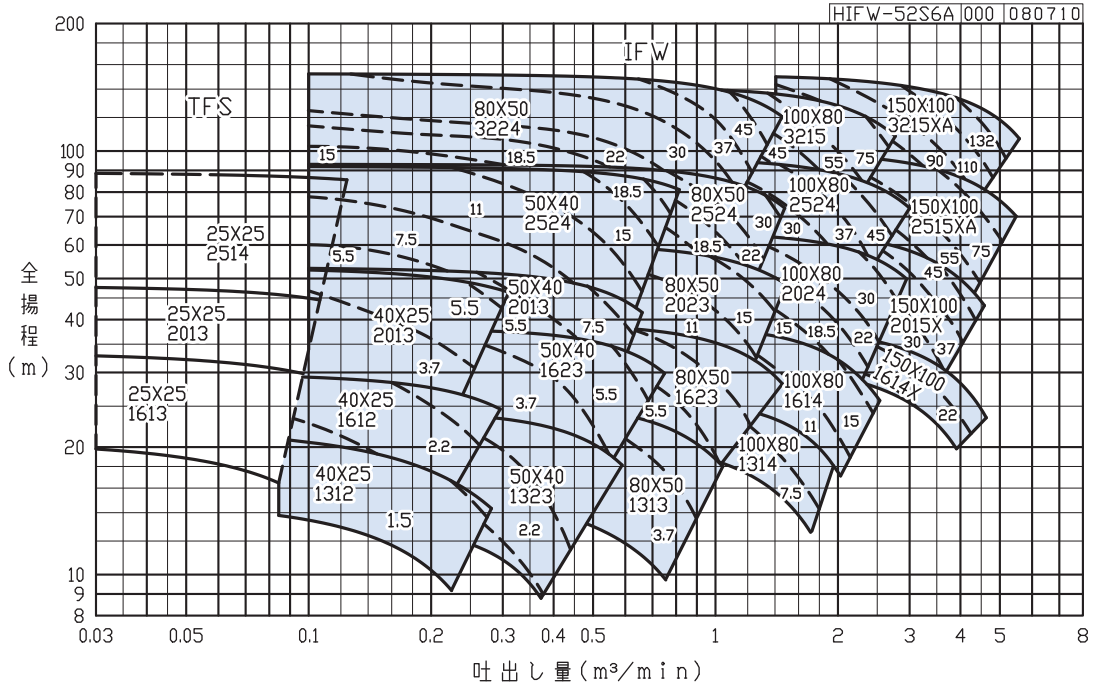 HIFW-52S6A 000 080710
200
100
90
80
70
60
50
40
30
20
10
9
8
全揚程
(m)
TFS
IFW
80X50
3224
100X80
3215
150X100
3215XA
15
18.5
22
30
37
45
45
55
75
90
110
132
25X25
2514
50X40
2524
80X50
2524
100X80
2524
150X100
2515XA
5.5
7.5
11
15
18.5
18.5
22
30
30
37
45
55
75
25X25
2013
40X25
2013
50X40
2013
80X50
2023
100X80
2024
150X100
2015X
3.7
5.5
5.5
7.5
11
15
15
18.5
22
30
30
37
45
25X25
1613
40X25
1612
50X40
1623
80X50
1623
100X80
1614
150X100
1614X
2.2
3.7
5.5
5.5
11
15
22
40X25
1312
50X40
1323
80X50
1313
100X80
1314
1.5
2.2
3.7
7.5
0.03 0.05 0.1 0.2 0.3 0.4 0.5 1 2 3 4 5 8
吐出し量(m³/min)